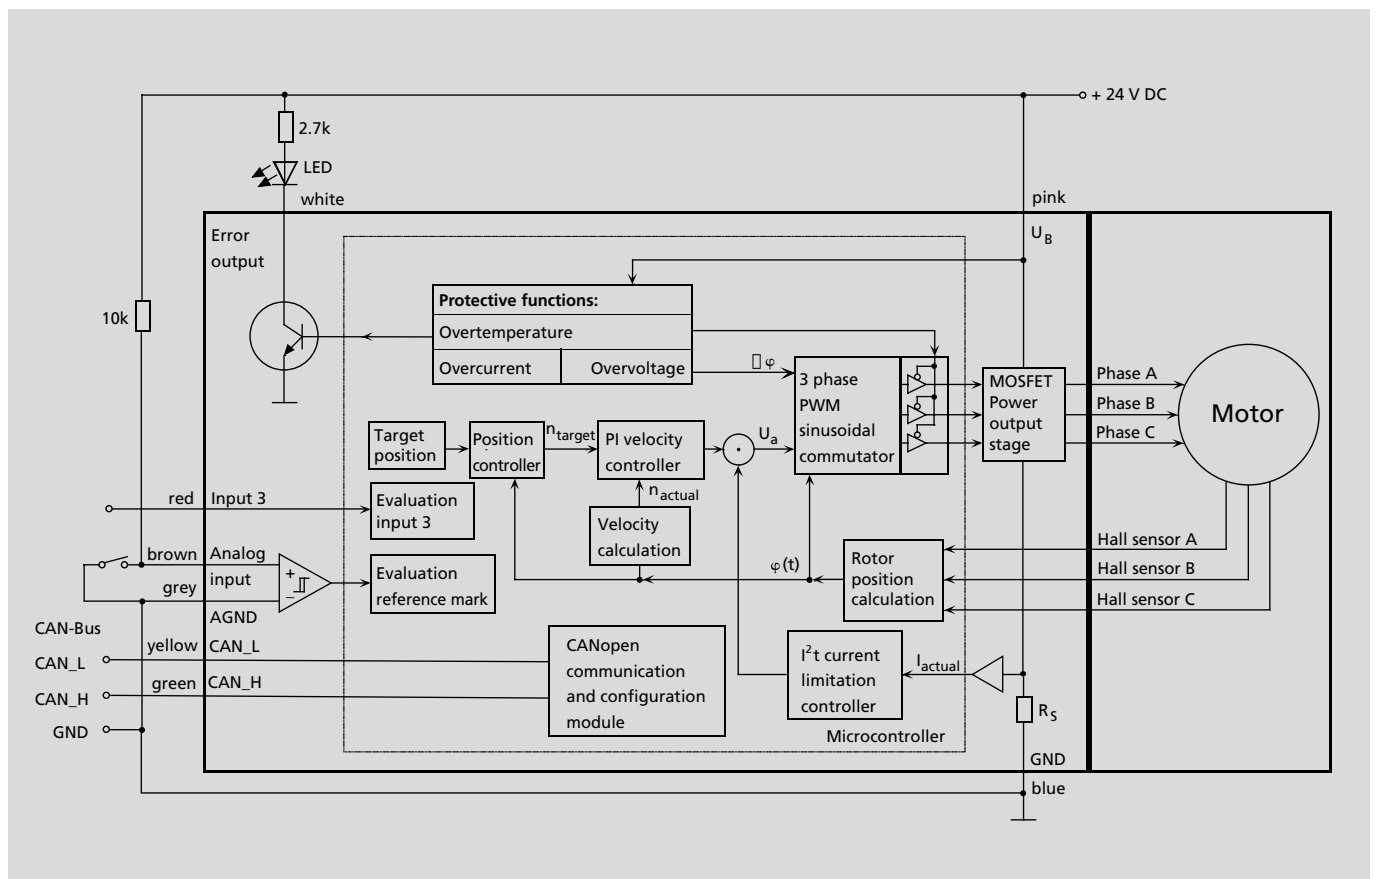 + 24 V DC
2.7k
LED
white
pink
Error
output
U_B
10k
Protective functions:
Overtemperature
Overcurrent
Overvoltage
φ
3 phase
PWM
sinusoidal
commutator
MOSFET
Power
output
stage
Phase A
Phase B
Phase C
Motor
Target
position
Position
controller
n_target
PI velocity
controller
U_a
n_actual
Velocity
calculation
red
Input 3
Evaluation
input 3
brown
Analog
input
grey
AGND
+
−
Evaluation
reference mark
φ(t)
Rotor
position
calculation
Hall sensor A
Hall sensor B
Hall sensor C
CAN-Bus
yellow
CAN_L
CAN_L
green
CAN_H
CAN_H
GND
CANopen
communication
and configuration
module
I²t current
limitation
controller
I_actual
R_S
Microcontroller
GND
blue